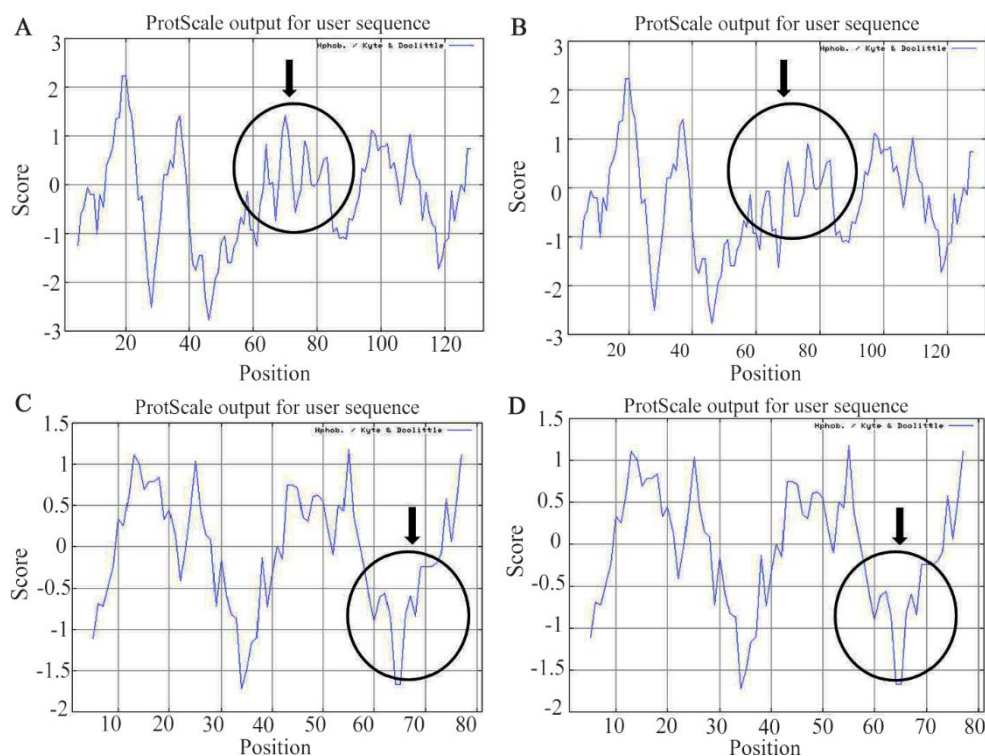 A
ProtScale output for user sequence
Hphob. / Kyte & Doolittle
Score
3
2
1
0
-1
-2
-3
20 40 60 80 100 120
Position
B
ProtScale output for user sequence
Hphob. / Kyte & Doolittle
Score
3
2
1
0
-1
-2
-3
20 40 60 80 100 120
Position
C
ProtScale output for user sequence
Hphob. / Kyte & Doolittle
Score
1.5
1
0.5
0
-0.5
-1
-1.5
-2
10 20 30 40 50 60 70 80
Position
D
ProtScale output for user sequence
Hphob. / Kyte & Doolittle
Score
1.5
1
0.5
0
-0.5
-1
-1.5
-2
10 20 30 40 50 60 70 80
Position